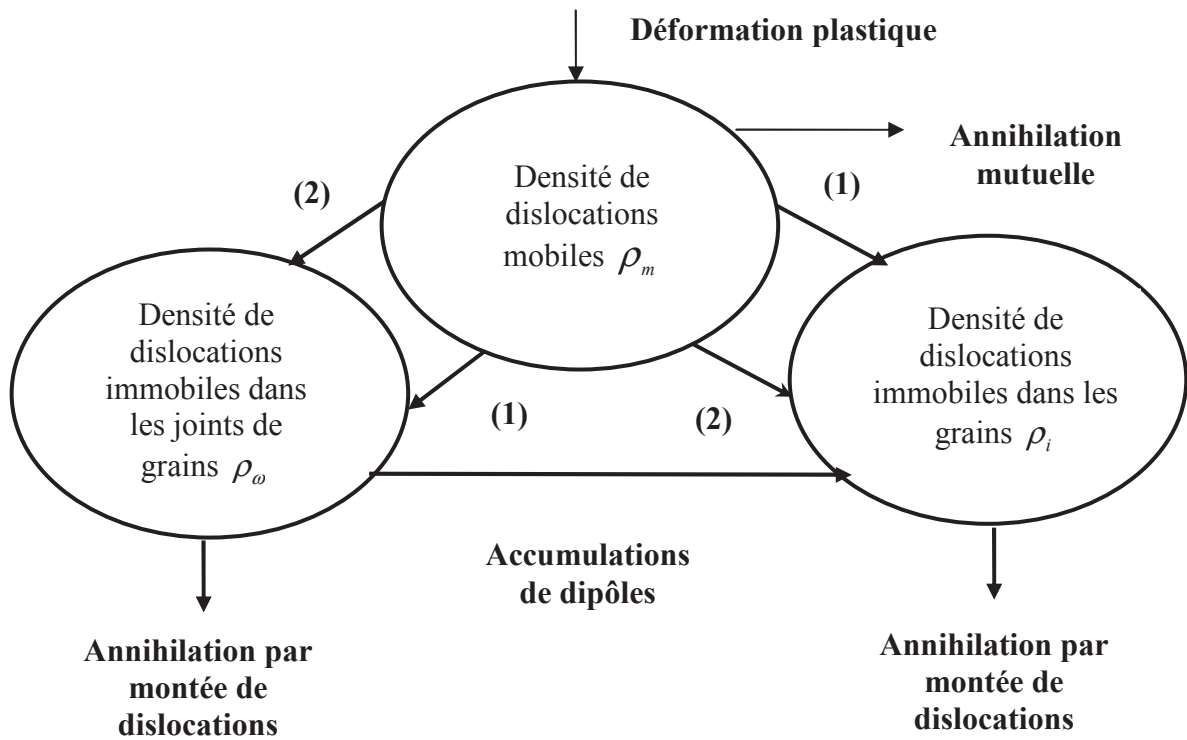 Déformation plastique
Annihilation
mutuelle
(2)
(1)
Densité de
dislocations
mobiles ρm
Densité de
dislocations
immobiles dans
les joints de
grains ρω
Densité de
dislocations
immobiles dans les
grains ρi
(1)
(2)
Accumulations
de dipôles
Annihilation par
montée de
dislocations
Annihilation par
montée de
dislocations